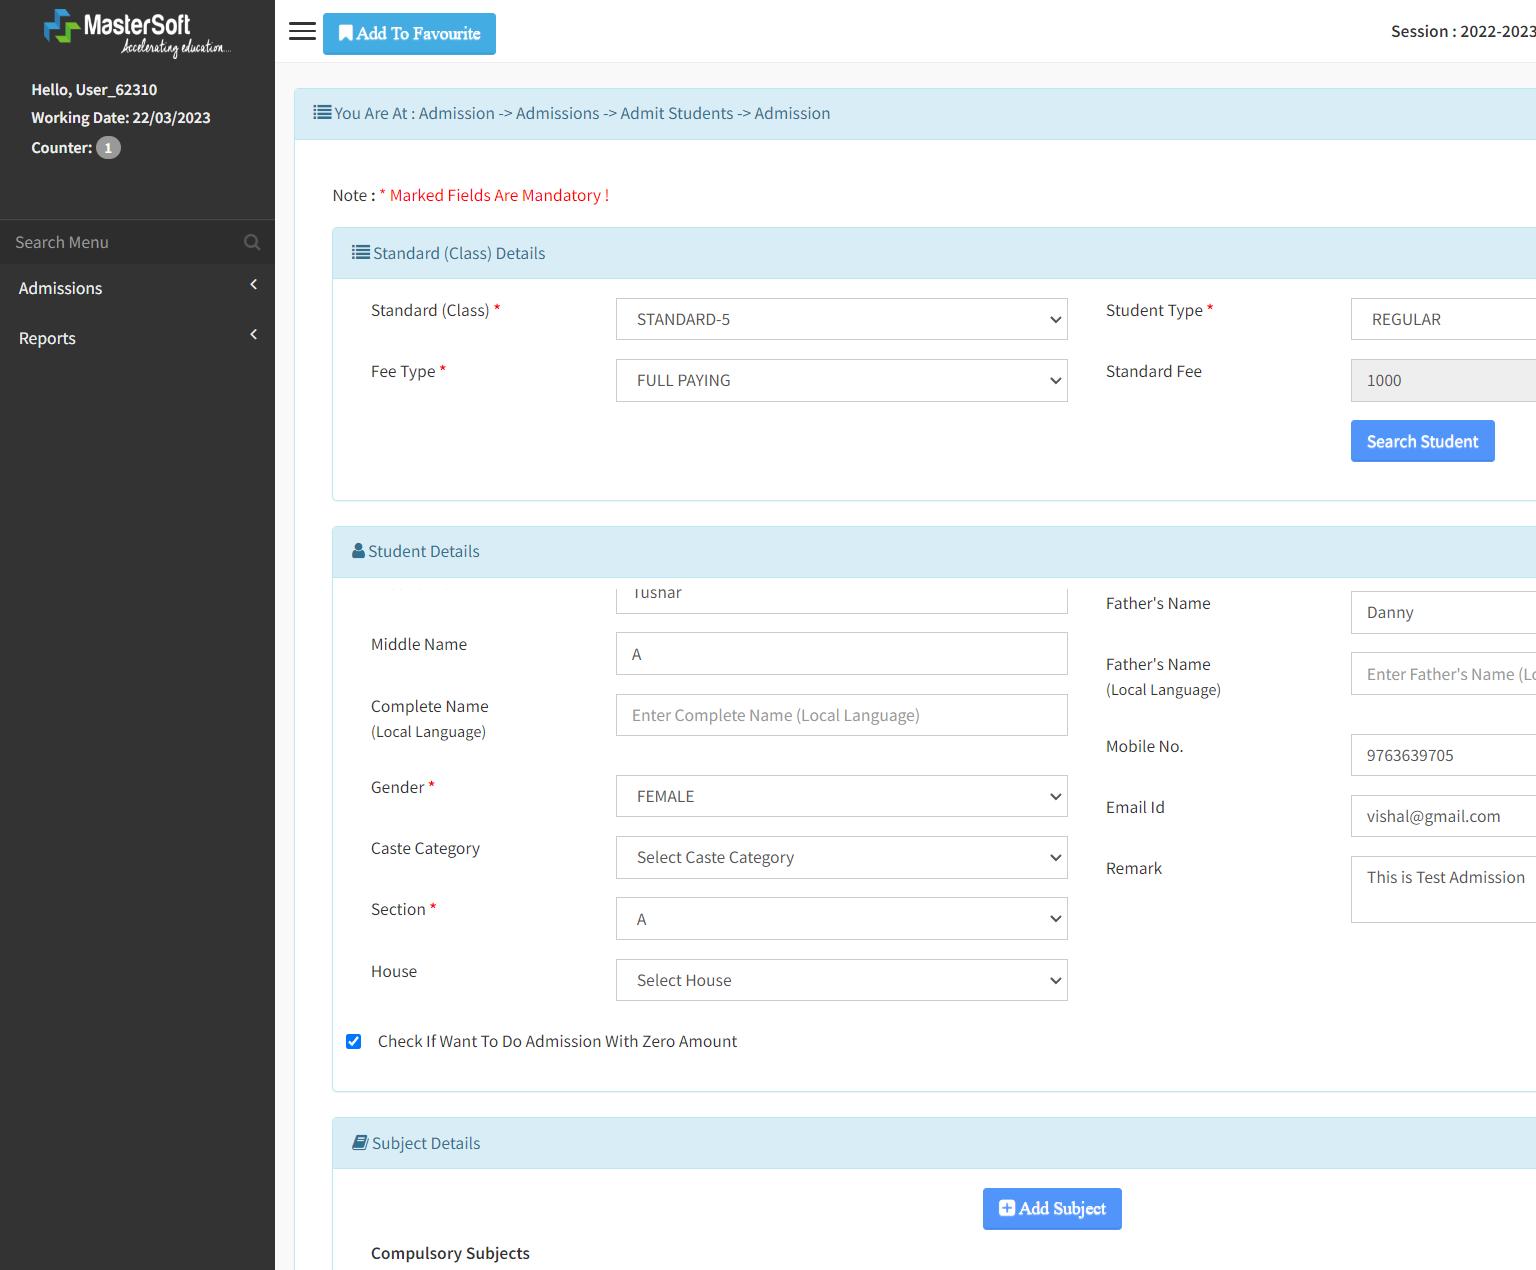 MasterSoft
Accelerating education....
Hello, User_62310
Working Date: 22/03/2023
Counter: 1
Search Menu
Admissions
Reports
Add To Favourite
Session : 2022-2023
You Are At : Admission -> Admissions -> Admit Students -> Admission
Note : * Marked Fields Are Mandatory !
Standard (Class) Details
Standard (Class) *
STANDARD-5
Student Type *
REGULAR
Fee Type *
FULL PAYING
Standard Fee
1000
Search Student
Student Details
Tushar
Middle Name
A
Complete Name
(Local Language)
Enter Complete Name (Local Language)
Gender *
FEMALE
Caste Category
Select Caste Category
Section *
A
House
Select House
Father's Name
Danny
Father's Name
(Local Language)
Enter Father's Name (Lo
Mobile No.
9763639705
Email Id
vishal@gmail.com
Remark
This is Test Admission
Check If Want To Do Admission With Zero Amount
Subject Details
Add Subject
Compulsory Subjects